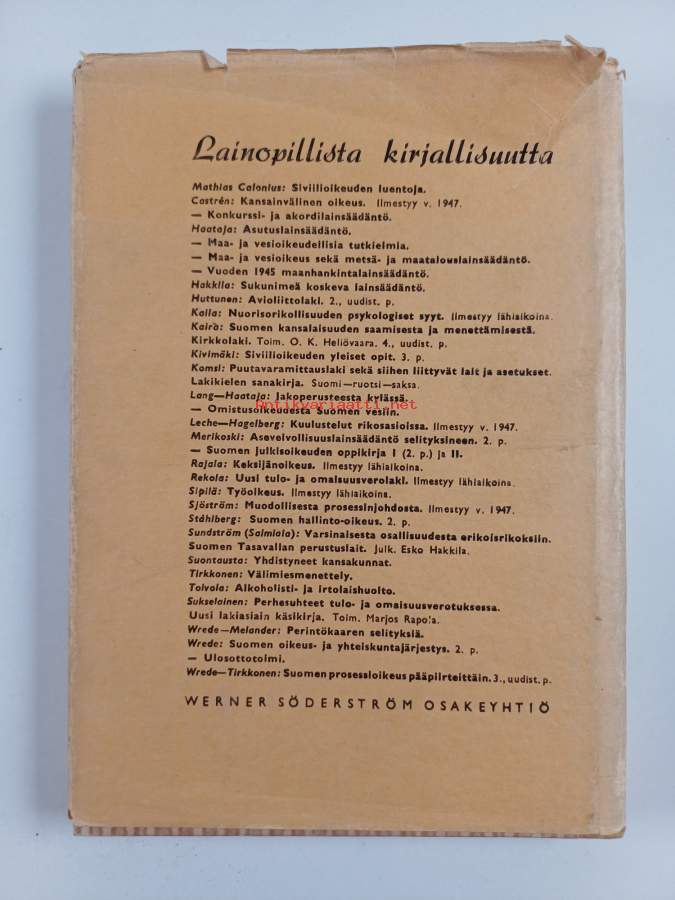 Lainopillista kirjallisuutta
Mathias Calonius: Siviilioikeuden luentoja.
Castrén: Kansainvälinen oikeus. Ilmestyy v. 1947.
— Konkurssi- ja akordilainsäädäntö.
Haataja: Asutuslainsäädäntö.
— Maa- ja vesioikeudellisia tutkielmia.
— Maa- ja vesioikeus sekä metsä- ja maatalouslainsäädäntö.
— Vuoden 1945 maanhankintalainsäädäntö.
Hakkila: Sukunimeä koskeva lainsäädäntö.
Huttunen: Avioliittolaki. 2., uudist. p.
Kaila: Nuorisorikollisuuden psykologiset syyt. Ilmestyy lähiaikoina.
Kaira: Suomen kansalaisuuden saamisesta ja menettämisestä.
Kirkkolaki. Toim. O. K. Heliövaara. 4., uudist. p.
Kivimäki: Siviilioikeuden yleiset opit. 3. p.
Komsi: Puutavaramittauslaki sekä siihen liittyvät lait ja asetukset.
Lakikielen sanakirja. Suomi—ruotsi—saksa.
Lang—Haataja: Jakoperusteesta kylässä.
Antikvariaatti.net
— Omistusoikeudesta Suomen vesiin.
Leche—Hagelberg: Kuulustelut rikosasioissa. Ilmestyy v. 1947.
Merikoski: Asevelvollisuuslainsäädäntö selityksineen. 2. p.
— Suomen julkisoikeuden oppikirja I (2. p.) ja II.
Rajala: Keksijänoikeus. Ilmestyy lähiaikoina.
Rekola: Uusi tulo- ja omaisuusverolaki. Ilmestyy lähiaikoina.
Sipilä: Työoikeus. Ilmestyy lähiaikoina.
Sjöström: Muodollisesta prosessinjohdosta. Ilmestyy v. 1947.
Ståhlberg: Suomen hallinto-oikeus. 2. p.
Sundström (Salmiala): Varsinaisesta osallisuudesta erikoisrikoksiin.
Suomen Tasavallan perustuslait. Julk. Esko Hakkila.
Suontausta: Yhdistyneet kansakunnat.
Tirkkonen: Välimiesmenettely.
Toivola: Alkoholisti- ja irtolaishuolto.
Sukselainen: Perhesuhteet tulo- ja omaisuusverotuksessa.
Uusi lakiasiain käsikirja. Toim. Marjos Rapola.
Wrede—Melander: Perintökaaren selityksiä.
Wrede: Suomen oikeus- ja yhteiskuntajärjestys. 2. p.
— Ulosottotoimi.
Wrede—Tirkkonen: Suomen prosessioikeus pääpiirteittäin. 3., uudist. p.
WERNER SÖDERSTRÖM OSAKEYHTIÖ